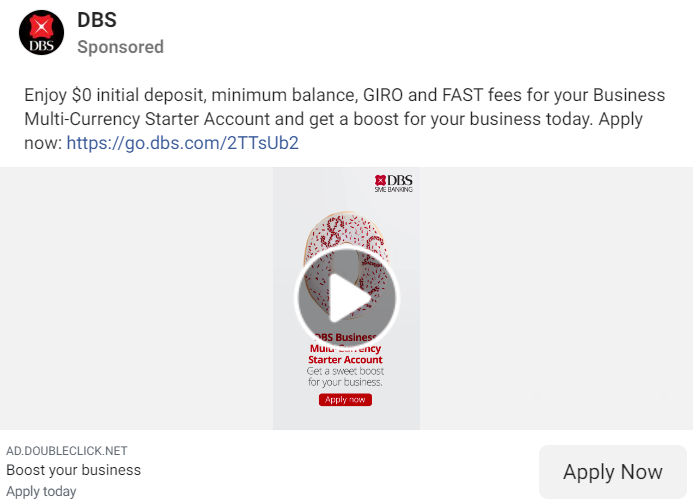 DBS
Sponsored
DBS
Enjoy $0 initial deposit, minimum balance, GIRO and FAST fees for your Business
Multi-Currency Starter Account and get a boost for your business today. Apply
now: https://go.dbs.com/2TTsUb2
DBS
SME BANKING
DBS Business
Multi-Currency
Starter Account
Get a sweet boost
for your business.
Apply now
AD.DOUBLECLICK.NET
Boost your business
Apply today
Apply Now